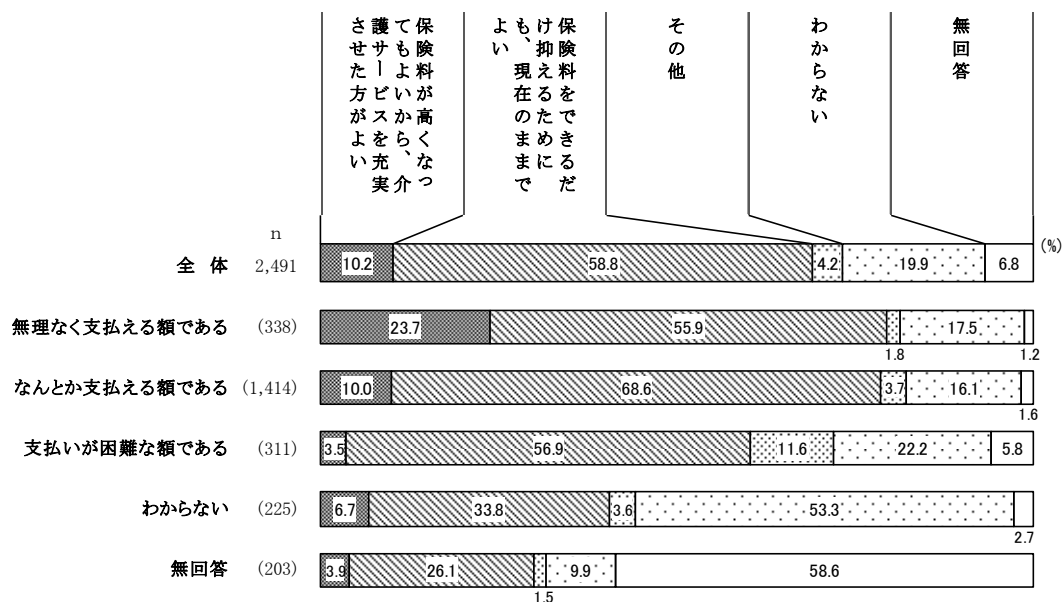 保険料が高くなっ
てもよいから、介
護サービスを充実
させた方がよい
保険料をできるだ
け抑えるために
も、現在のままで
よい
その他
わからない
無回答
(%)
n
全 体 2,491 10.2 58.8 4.2 19.9 6.8
無理なく支払える額である (338) 23.7 55.9 1.8 17.5 1.2
なんとか支払える額である (1,414) 10.0 68.6 3.7 16.1 1.6
支払いが困難な額である (311) 3.5 56.9 11.6 22.2 5.8
わからない (225) 6.7 33.8 3.6 53.3 2.7
無回答 (203) 3.9 26.1 1.5 9.9 58.6